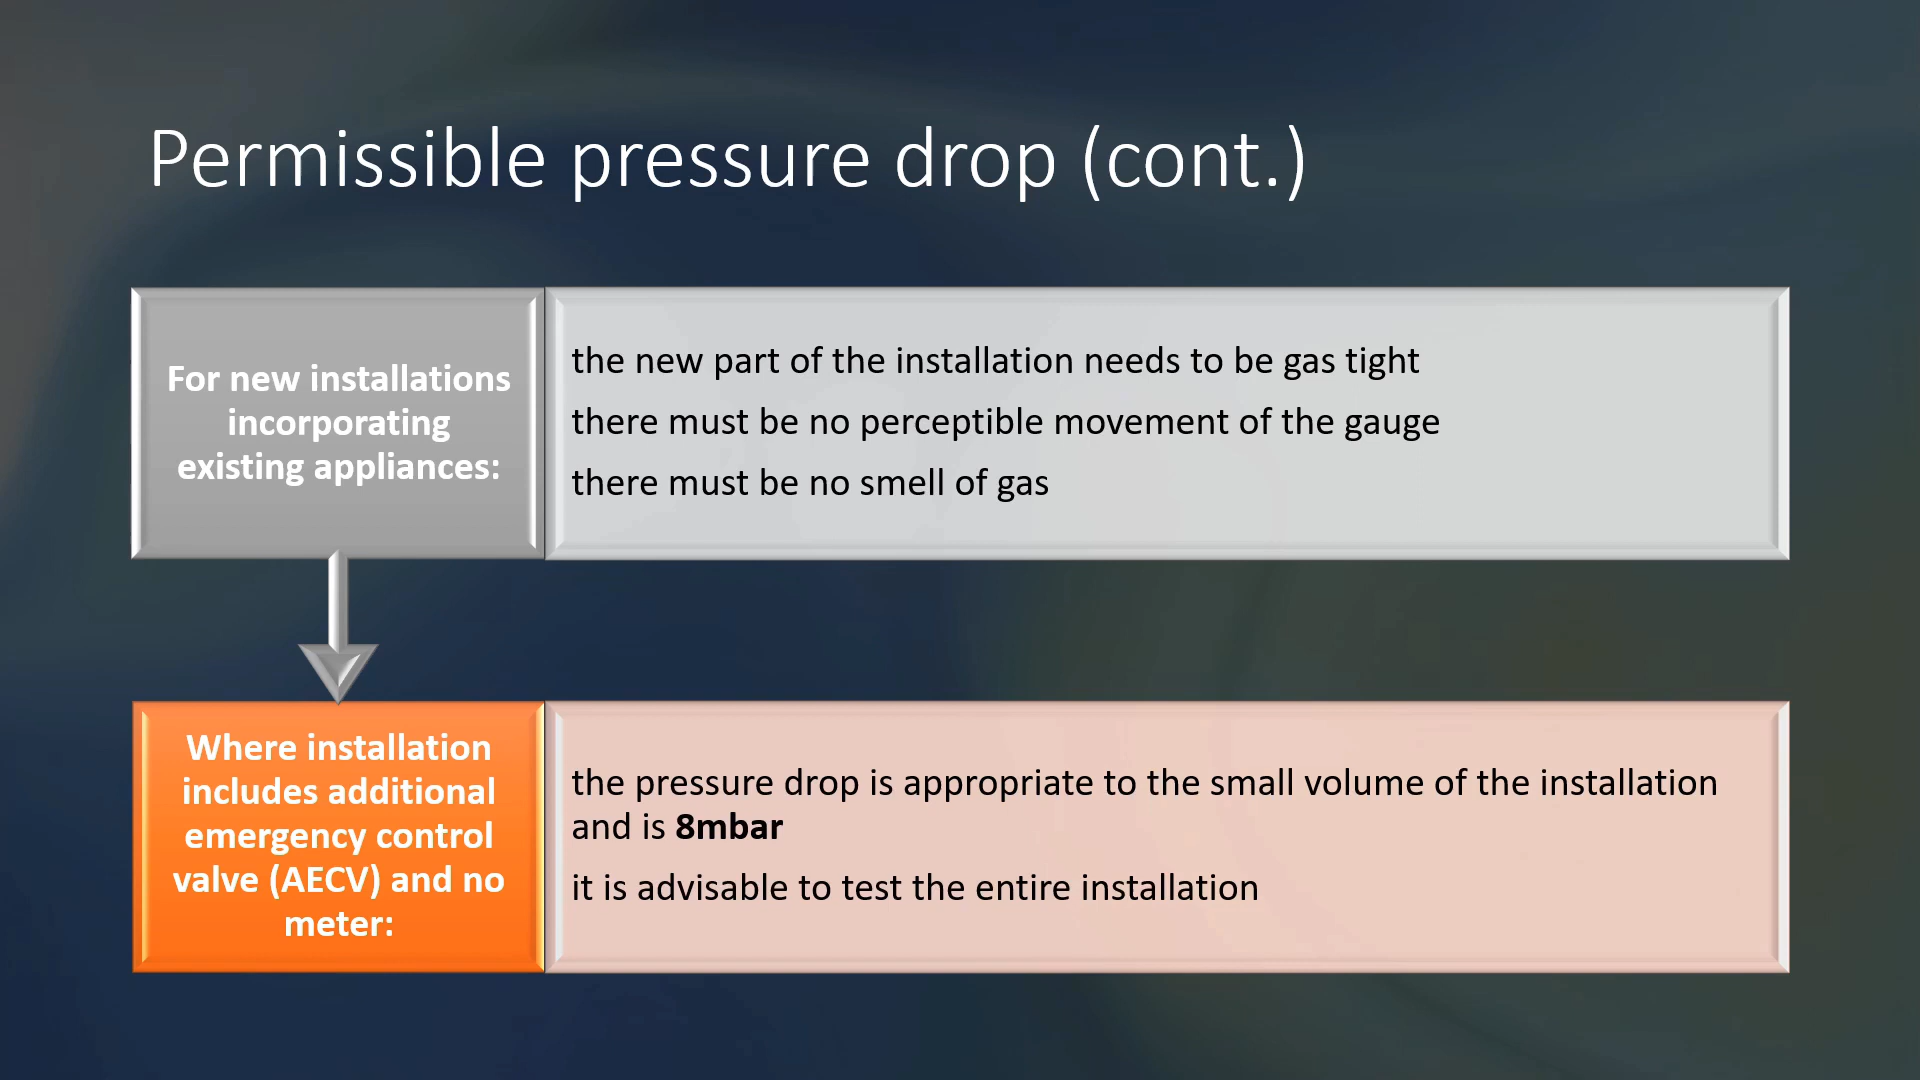 Permissible pressure drop (cont.)
For new installations
incorporating
existing appliances:
the new part of the installation needs to be gas tight
there must be no perceptible movement of the gauge
there must be no smell of gas
Where installation
includes additional
emergency control
valve (AECV) and no
meter:
the pressure drop is appropriate to the small volume of the installation
and is 8mbar
it is advisable to test the entire installation